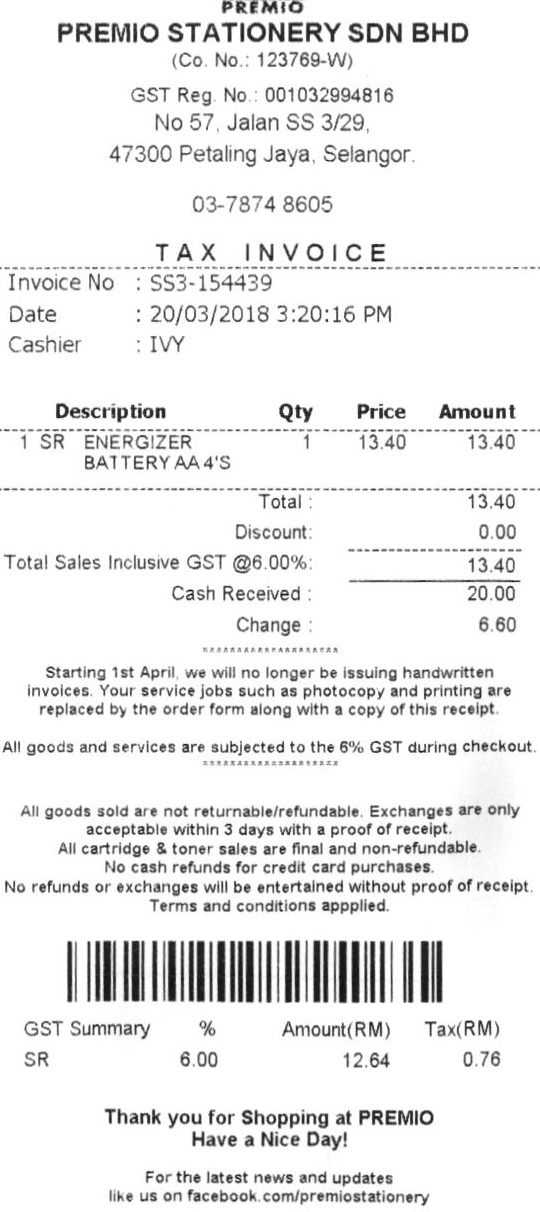 PREMIO
PREMIO STATIONERY SDN BHD
(Co. No.: 123769-W)
GST Reg. No.: 001032994816
No 57, Jalan SS 3/29,
47300 Petaling Jaya, Selangor.
03-7874 8605
TAX INVOICE
Invoice No : SS3-154439
Date : 20/03/2018 3:20:16 PM
Cashier : IVY
Description Qty Price Amount
1 SR ENERGIZER 1 13.40 13.40
BATTERY AA 4'S
Total : 13.40
Discount: 0.00
Total Sales Inclusive GST @6.00%: 13.40
Cash Received : 20.00
Change : 6.60
Starting 1st April, we will no longer be issuing handwritten
invoices. Your service jobs such as photocopy and printing are
replaced by the order form along with a copy of this receipt.
All goods and services are subjected to the 6% GST during checkout.
All goods sold are not returnable/refundable. Exchanges are only
acceptable within 3 days with a proof of receipt.
All cartridge & toner sales are final and non-refundable.
No cash refunds for credit card purchases.
No refunds or exchanges will be entertained without proof of receipt.
Terms and conditions appplied.
GST Summary % Amount(RM) Tax(RM)
SR 6.00 12.64 0.76
Thank you for Shopping at PREMIO
Have a Nice Day!
For the latest news and updates
like us on facebook.com/premiostationery